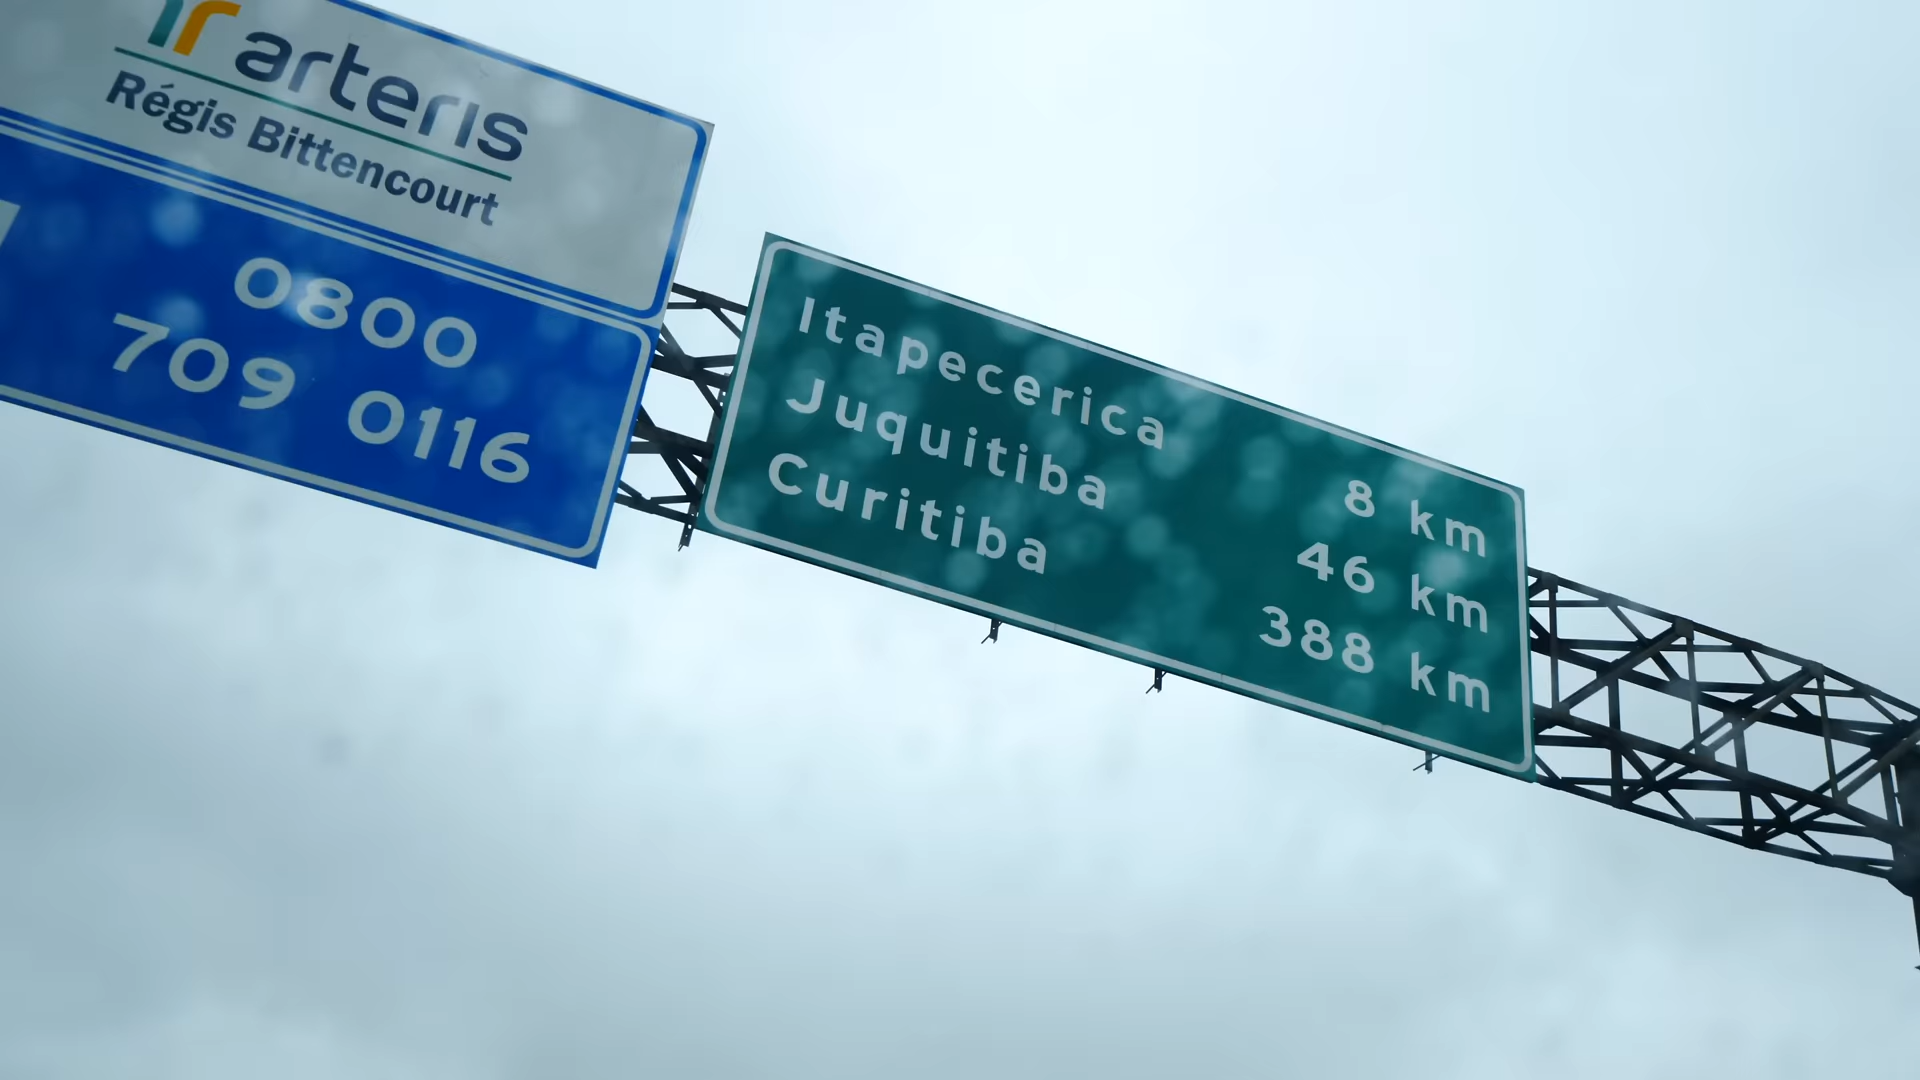 arteris
Régis Bittencourt
0800
709 0116
Itapecerica 8 km
Juquitiba 46 km
Curitiba 388 km